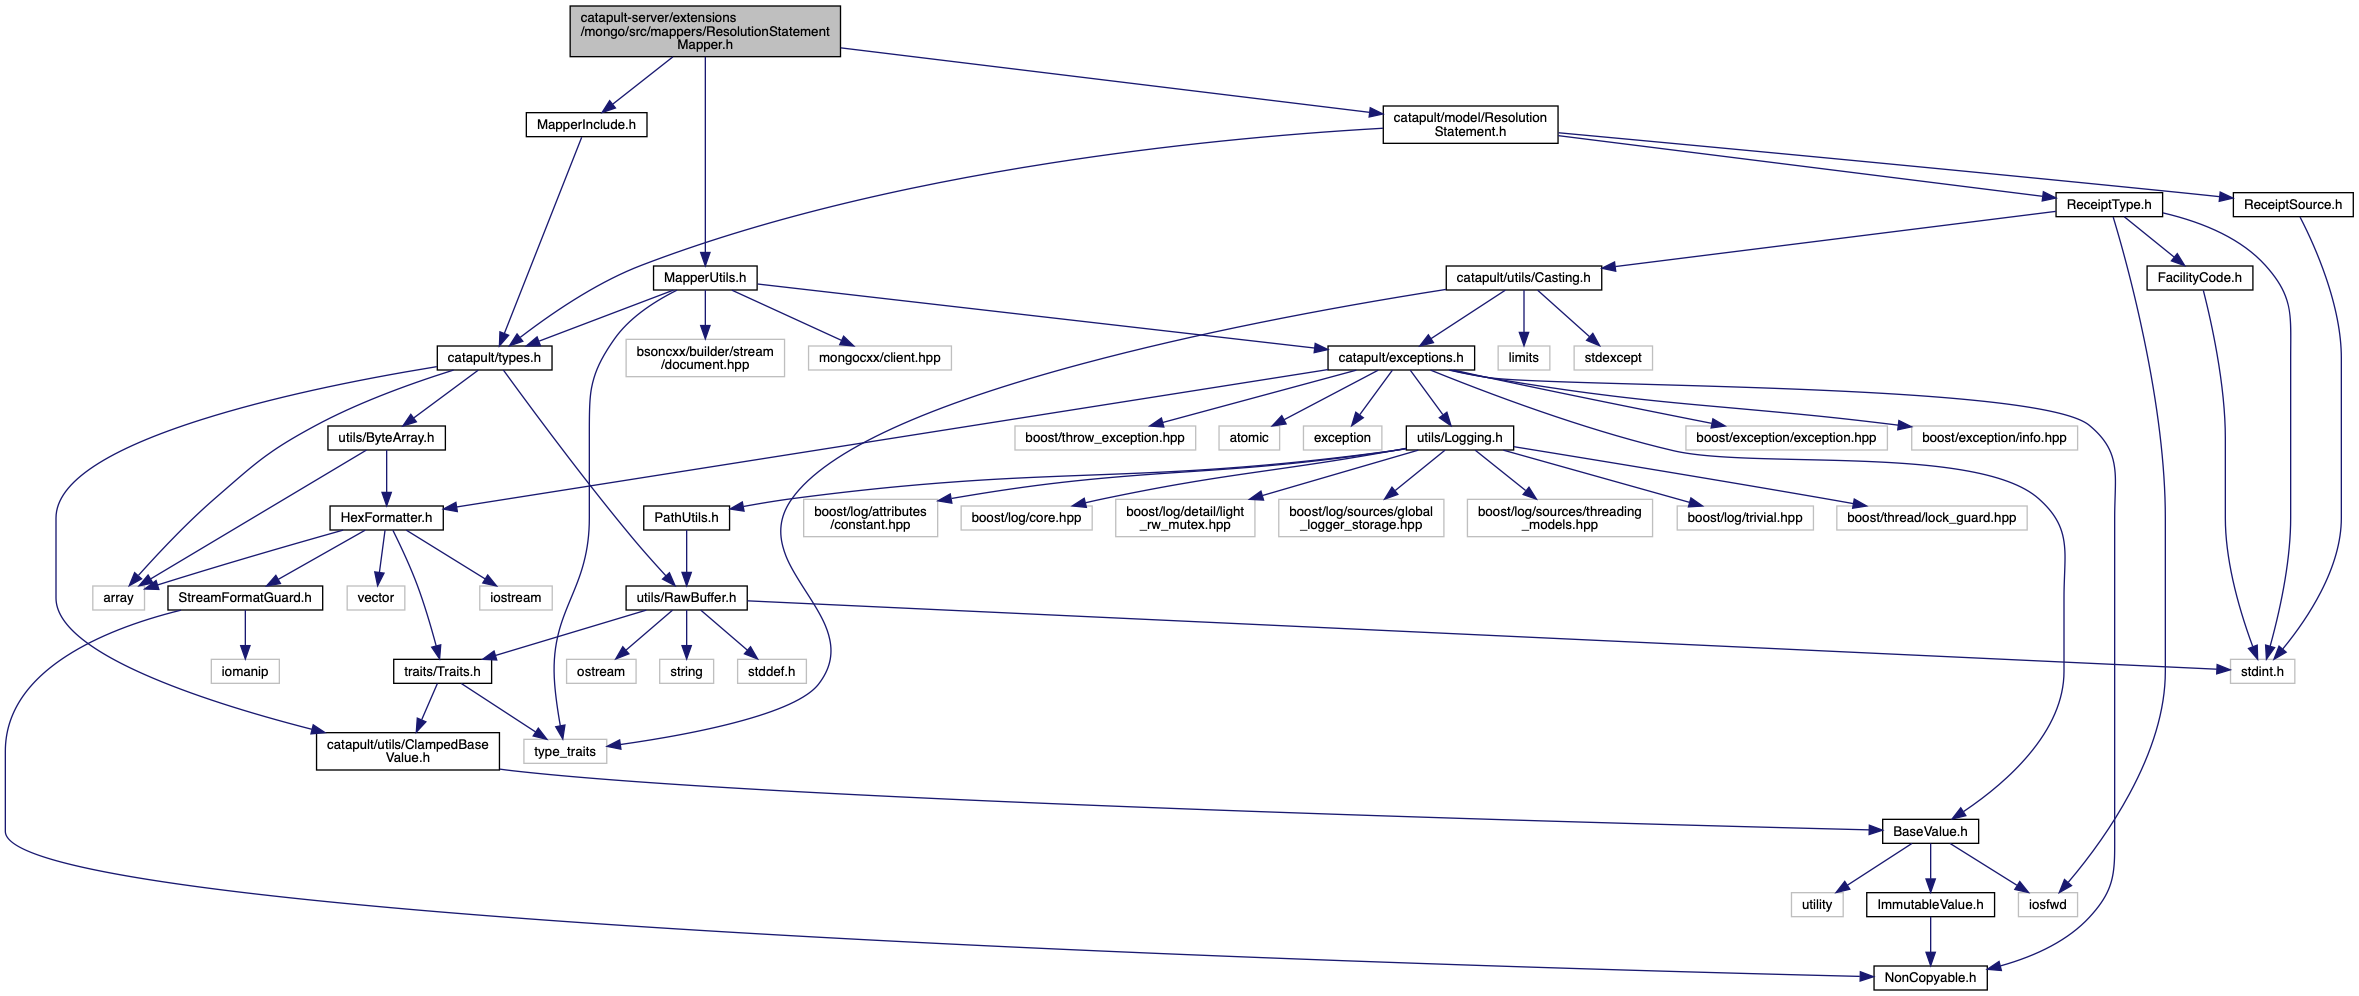 catapult-server/extensions
/mongo/src/mappers/ResolutionStatement
Mapper.h
MapperInclude.h
catapult/model/Resolution
Statement.h
ReceiptType.h
ReceiptSource.h
MapperUtils.h
catapult/utils/Casting.h
FacilityCode.h
catapult/types.h
bsoncxx/builder/stream
/document.hpp
mongocxx/client.hpp
catapult/exceptions.h
limits
stdexcept
utils/ByteArray.h
boost/throw_exception.hpp
atomic
exception
utils/Logging.h
boost/exception/exception.hpp
boost/exception/info.hpp
HexFormatter.h
PathUtils.h
boost/log/attributes
/constant.hpp
boost/log/core.hpp
boost/log/detail/light
_rw_mutex.hpp
boost/log/sources/global
_logger_storage.hpp
boost/log/sources/threading
_models.hpp
boost/log/trivial.hpp
boost/thread/lock_guard.hpp
array
StreamFormatGuard.h
vector
iostream
utils/RawBuffer.h
iomanip
traits/Traits.h
ostream
string
stddef.h
stdint.h
catapult/utils/ClampedBase
Value.h
type_traits
BaseValue.h
utility
ImmutableValue.h
iosfwd
NonCopyable.h